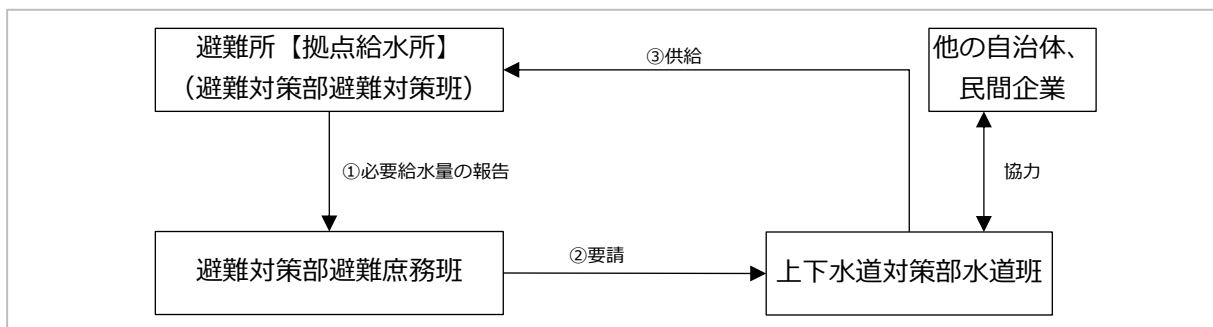 避難所【拠点給水所】
（避難対策部避難対策班）
③供給
他の自治体、
民間企業
①必要給水量の報告
協力
避難対策部避難庶務班
②要請
上下水道対策部水道班